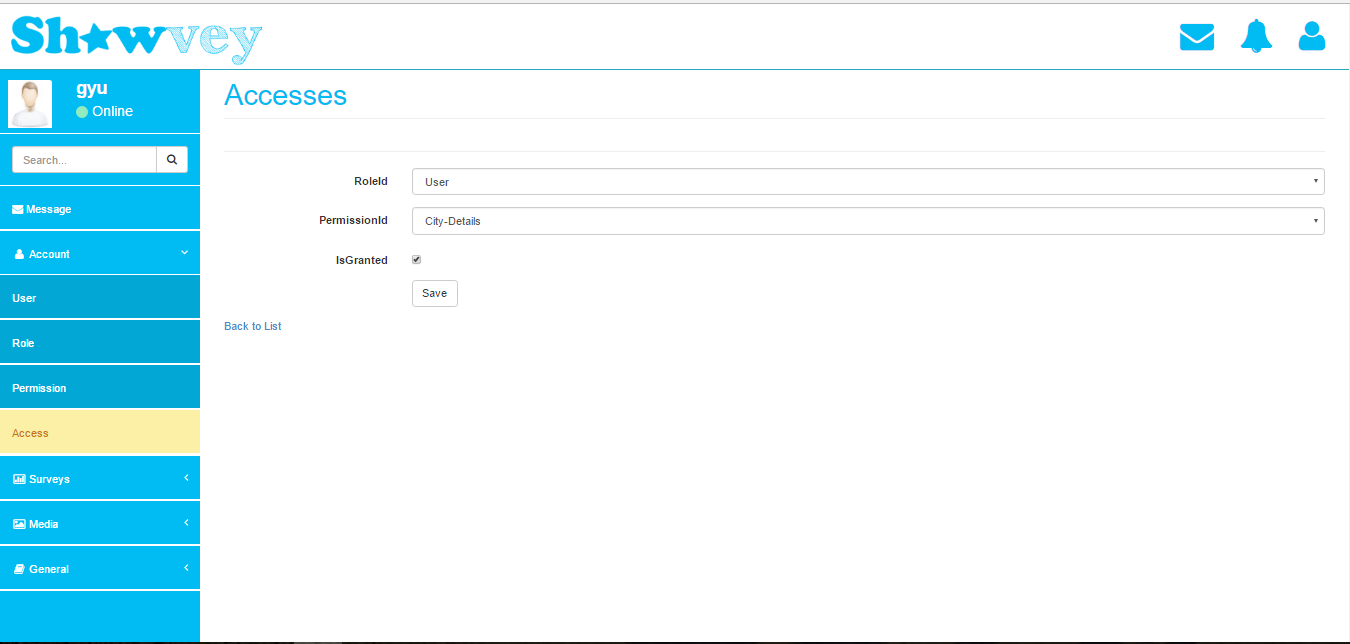 Showvey
gyu
Online
Search...
Message
Account
User
Role
Permission
Access
Surveys
Media
General
Accesses
RoleId
User
PermissionId
City-Details
IsGranted
Save
Back to List